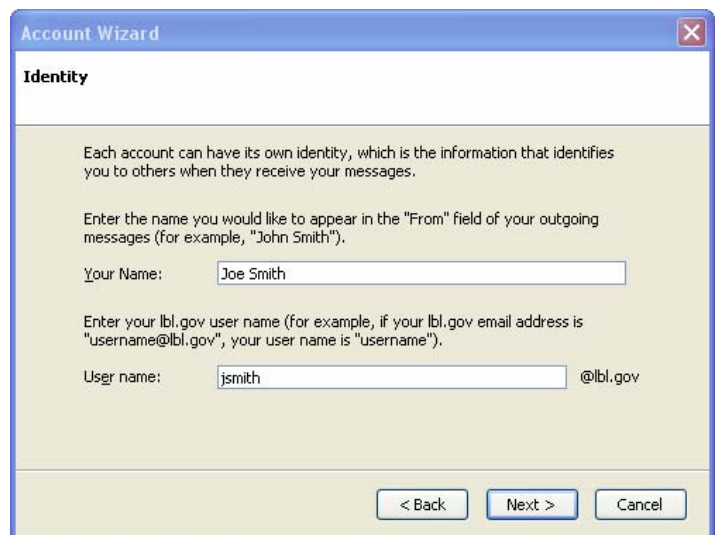 Account Wizard
Identity
Each account can have its own identity, which is the information that identifies
you to others when they receive your messages.
Enter the name you would like to appear in the "From" field of your outgoing
messages (for example, "John Smith").
Your Name: Joe Smith
Enter your lbl.gov user name (for example, if your lbl.gov email address is
"username@lbl.gov", your user name is "username").
User name: jsmith @lbl.gov
< Back Next > Cancel